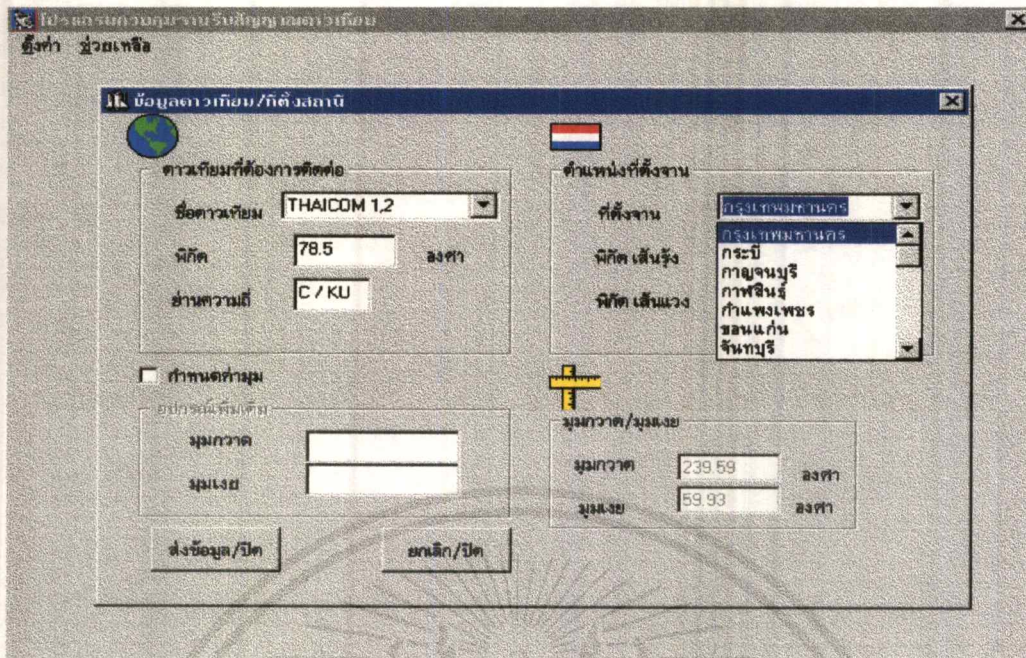 โปรแกรมควบคุมจานรับสัญญาณดาวเทียม
ตั้งค่า ช่วยเหลือ
ข้อมูลดาวเทียม/ที่ตั้งสถานี
ดาวเทียมที่ต้องการติดต่อ
ชื่อดาวเทียม THAICOM 1,2
พิกัด 78.5 องศา
ย่านความถี่ C / KU
ตำแหน่งที่ตั้งจาน
ที่ตั้งจาน กรุงเทพมหานคร
พิกัด เส้นรุ้ง
พิกัด เส้นแวง
กรุงเทพมหานคร
กระบี่
กาญจนบุรี
กาฬสินธุ์
กำแพงเพชร
ขอนแก่น
จันทบุรี
กำหนดค่ามุม
อุปกรณ์เพิ่มเติม
มุมกวาด
มุมเงย
มุมกวาด/มุมเงย
มุมกวาด 239.59 องศา
มุมเงย 59.93 องศา
ส่งข้อมูล/ปิด ยกเลิก/ปิด